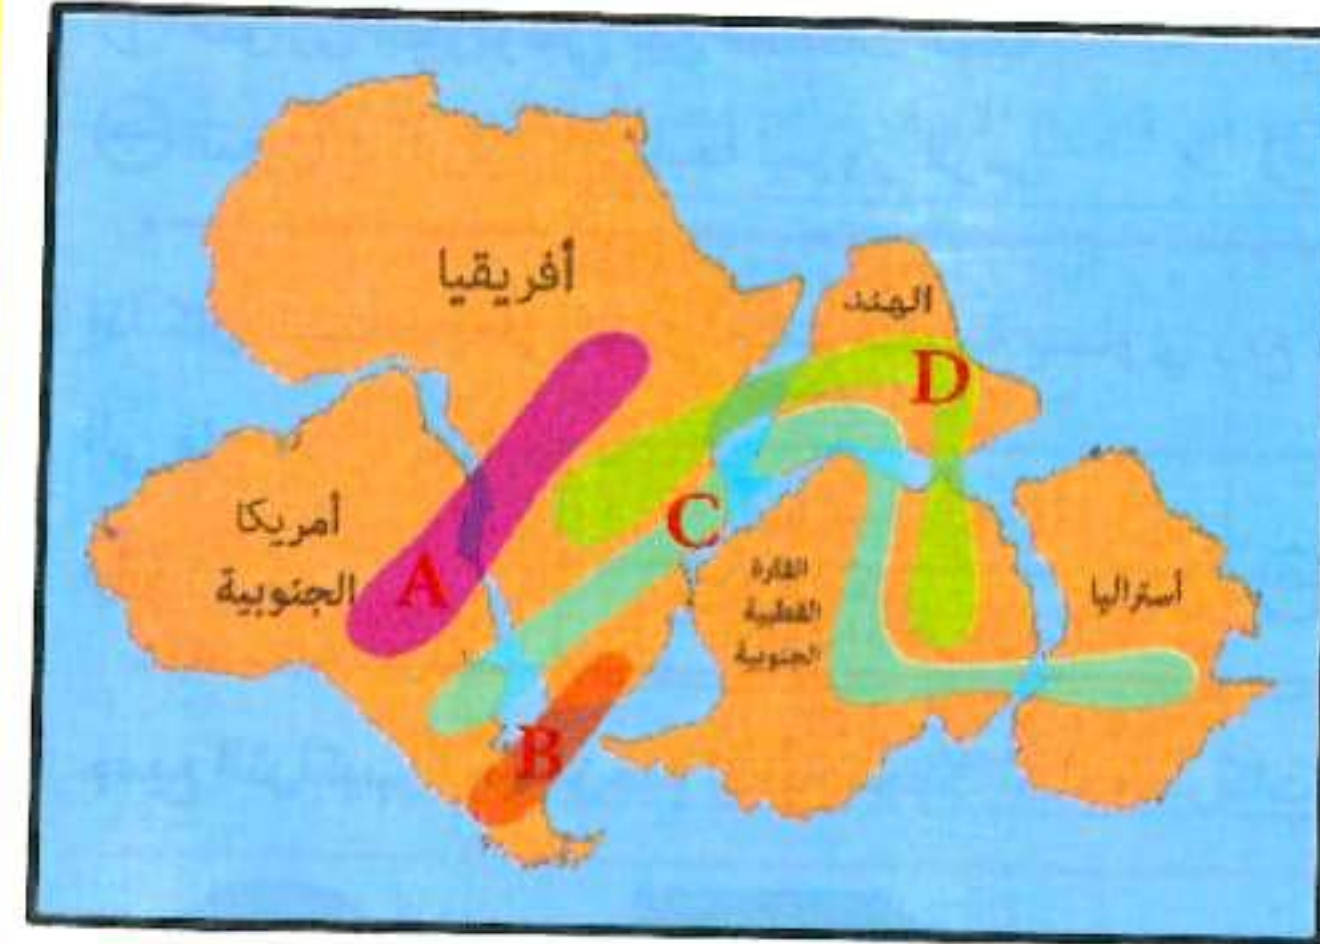 أفريقيا
الهند
D
أمريكا
الجنوبية
A
C
القارة
القطبية
الجنوبية
أستراليا
B